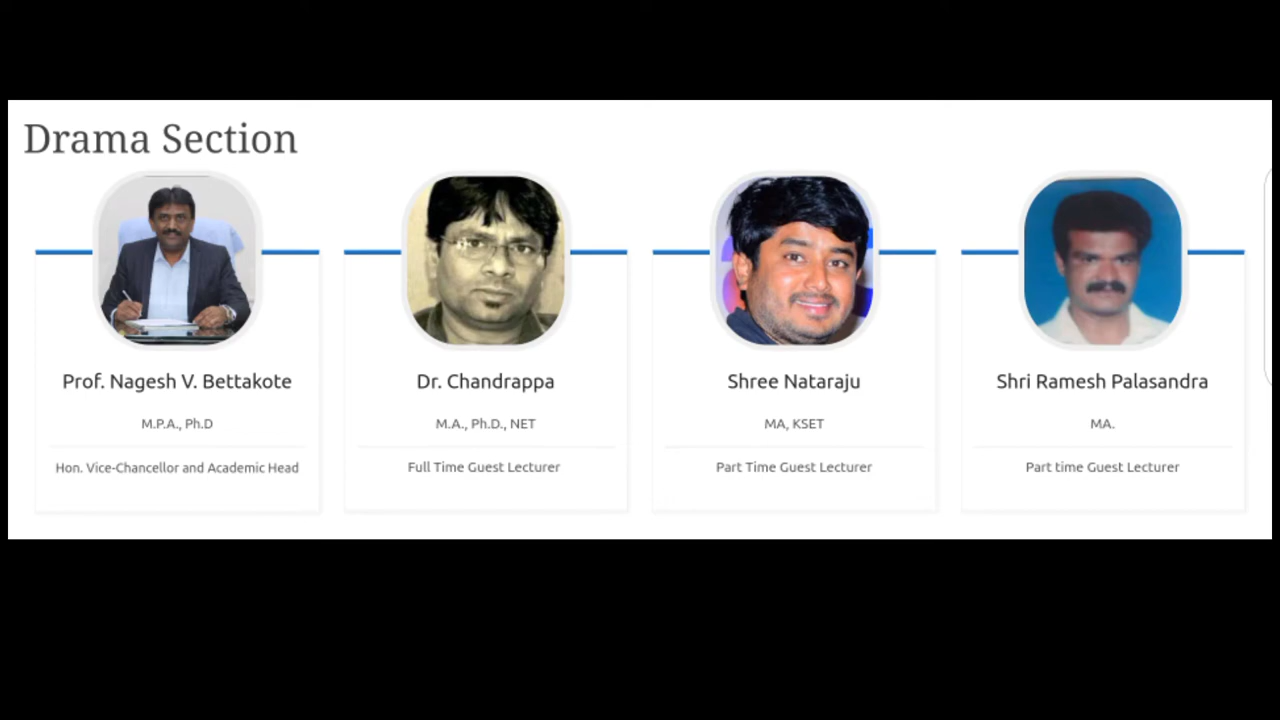 Drama Section
Prof. Nagesh V. Bettakote
M.P.A., Ph.D
Hon. Vice-Chancellor and Academic Head
Dr. Chandrappa
M.A., Ph.D., NET
Full Time Guest Lecturer
Shree Nataraju
MA, KSET
Part Time Guest Lecturer
Shri Ramesh Palasandra
MA.
Part time Guest Lecturer